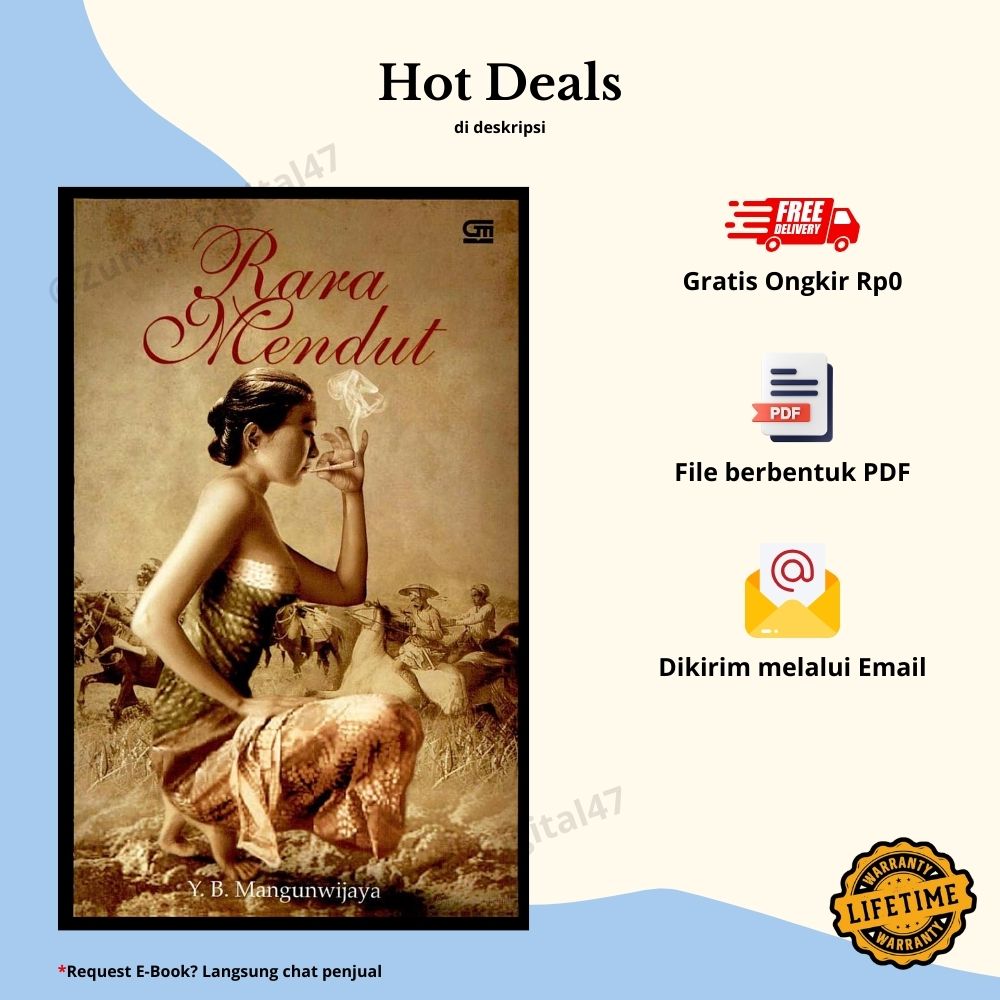 Hot Deals
di deskripsi
GM
Rara
Mendut
Y. B. Mangunwijaya
FREE
DELIVERY
Gratis Ongkir Rp0
PDF
File berbentuk PDF
@
Dikirim melalui Email
WARRANTY
LIFETIME
WARRANTY
*Request E-Book? Langsung chat penjual